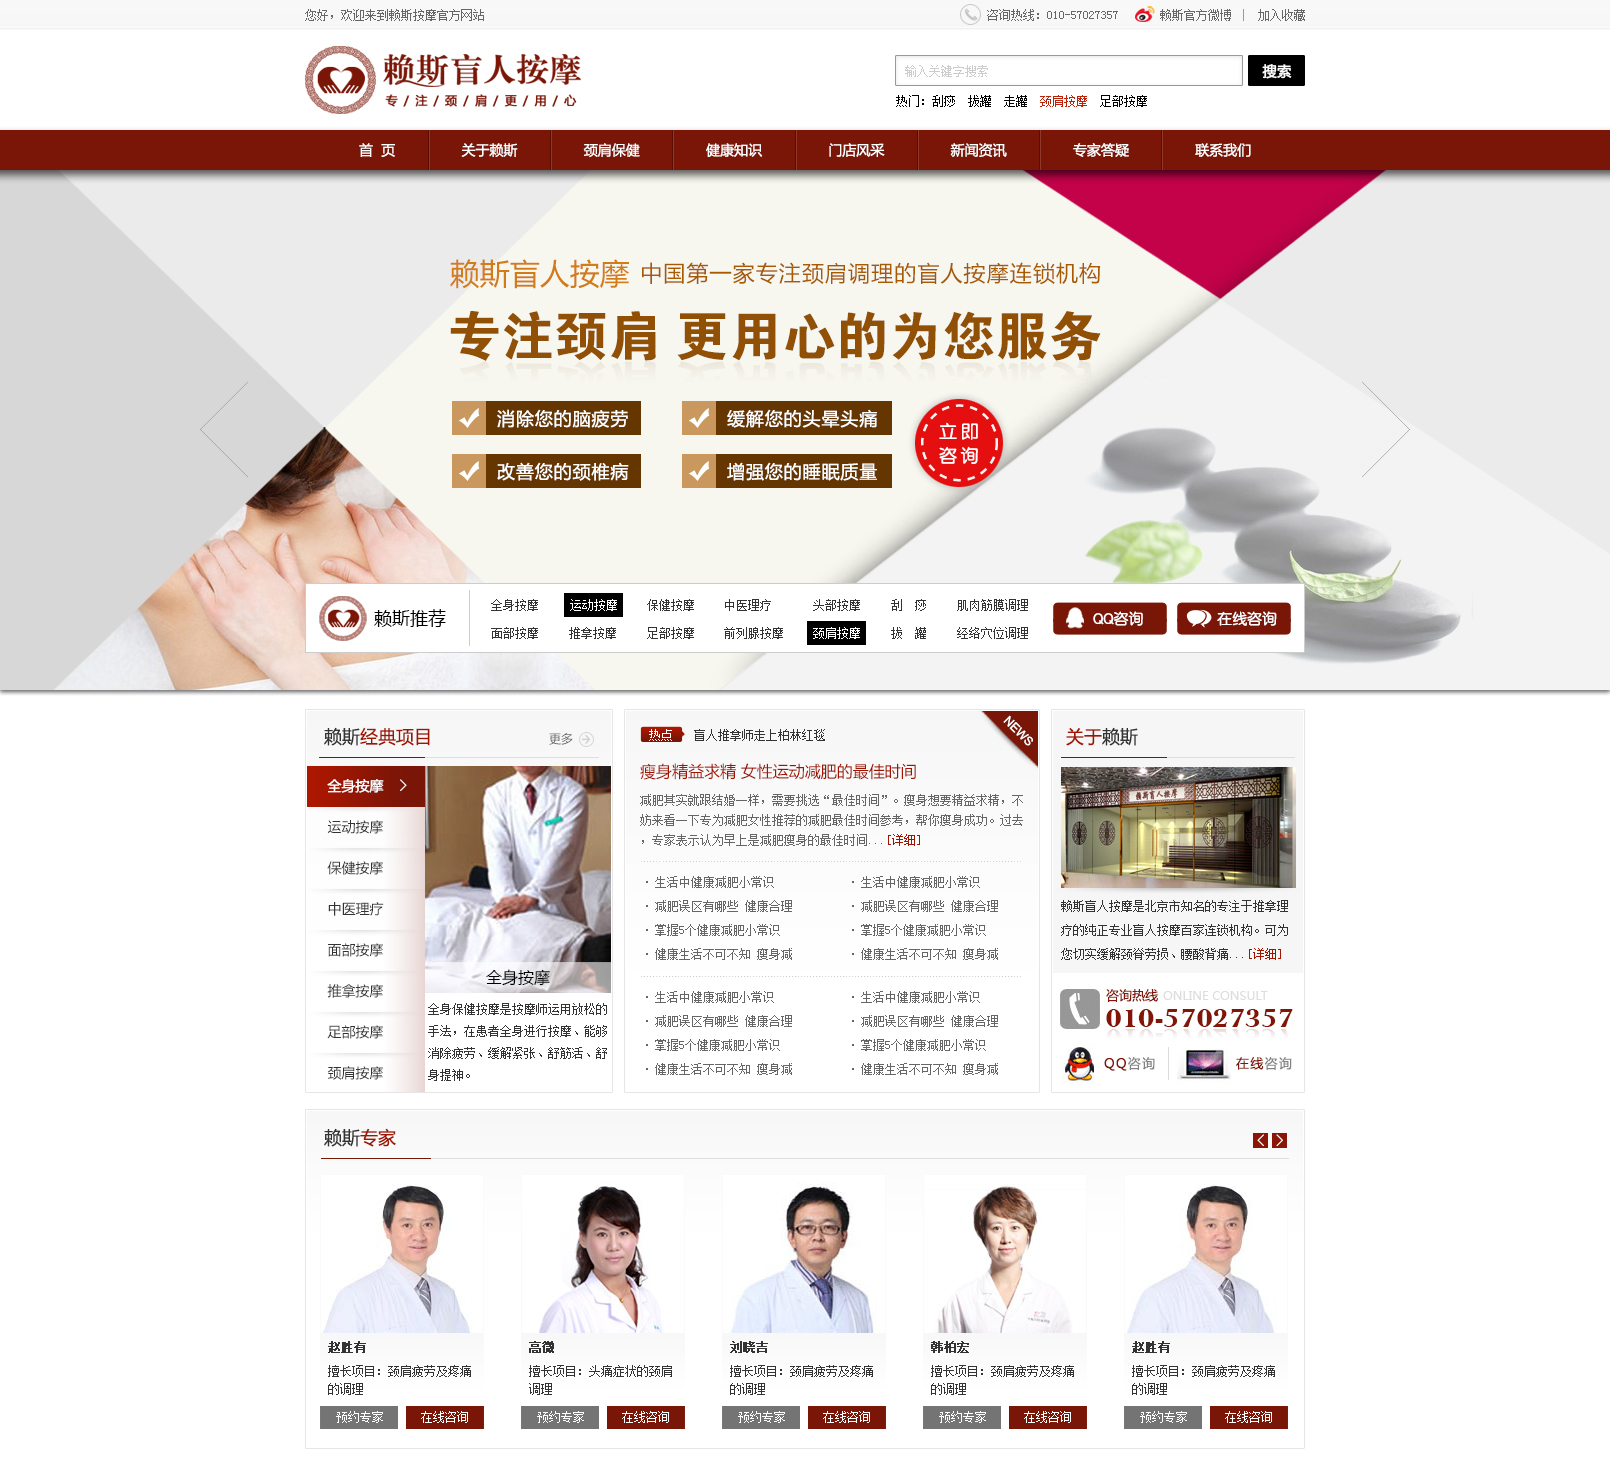 您好，欢迎来到赖斯按摩官方网站
咨询热线：010-57027357 赖斯官方微博 | 加入收藏
赖斯盲人按摩
专/注/颈/肩/更/用/心
输入关键字搜索
搜索
热门：刮痧 拔罐 走罐 颈肩按摩 足部按摩
首 页 关于赖斯 颈肩保健 健康知识 门店风采 新闻资讯 专家答疑 联系我们
赖斯盲人按摩 中国第一家专注颈肩调理的盲人按摩连锁机构
专注颈肩 更用心的为您服务
消除您的脑疲劳 缓解您的头晕头痛
改善您的颈椎病 增强您的睡眠质量
立即
咨询
赖斯推荐
全身按摩 运动按摩 保健按摩 中医理疗 头部按摩 刮 痧 肌肉筋膜调理
面部按摩 推拿按摩 足部按摩 前列腺按摩 颈肩按摩 拔 罐 经络穴位调理
QQ咨询 在线咨询
赖斯经典项目
更多
全身按摩
运动按摩
保健按摩
中医理疗
面部按摩
推拿按摩
足部按摩
颈肩按摩
全身按摩
全身保健按摩是按摩师运用放松的
手法，在患者全身进行按摩、能够
消除疲劳、缓解紧张、舒筋活、舒
身提神。
热点 盲人推拿师走上柏林红毯
NEWS
瘦身精益求精 女性运动减肥的最佳时间
减肥其实就跟结婚一样，需要挑选“最佳时间”。瘦身想要精益求精，不
妨来看一下专为减肥女性推荐的减肥最佳时间参考，帮你瘦身成功。过去
，专家表示认为早上是减肥瘦身的最佳时间...[详细]
· 生活中健康减肥小常识 · 生活中健康减肥小常识
· 减肥误区有哪些 健康合理 · 减肥误区有哪些 健康合理
· 掌握5个健康减肥小常识 · 掌握5个健康减肥小常识
· 健康生活不可不知 瘦身减 · 健康生活不可不知 瘦身减
· 生活中健康减肥小常识 · 生活中健康减肥小常识
· 减肥误区有哪些 健康合理 · 减肥误区有哪些 健康合理
· 掌握5个健康减肥小常识 · 掌握5个健康减肥小常识
· 健康生活不可不知 瘦身减 · 健康生活不可不知 瘦身减
关于赖斯
赖斯盲人按摩
赖斯盲人按摩是北京市知名的专注于推拿理
疗的纯正专业盲人按摩百家连锁机构。可为
您切实缓解颈脊劳损、腰酸背痛...[详细]
咨询热线 ONLINE CONSULT
010-57027357
QQ咨询 在线咨询
赖斯专家
赵胜有 高微 刘晓吉 韩柏宏 赵胜有
擅长项目：颈肩疲劳及疼痛 擅长项目：头痛症状的颈肩 擅长项目：颈肩疲劳及疼痛 擅长项目：颈肩疲劳及疼痛 擅长项目：颈肩疲劳及疼痛
的调理 调理 的调理 的调理 的调理
预约专家 在线咨询 预约专家 在线咨询 预约专家 在线咨询 预约专家 在线咨询 预约专家 在线咨询